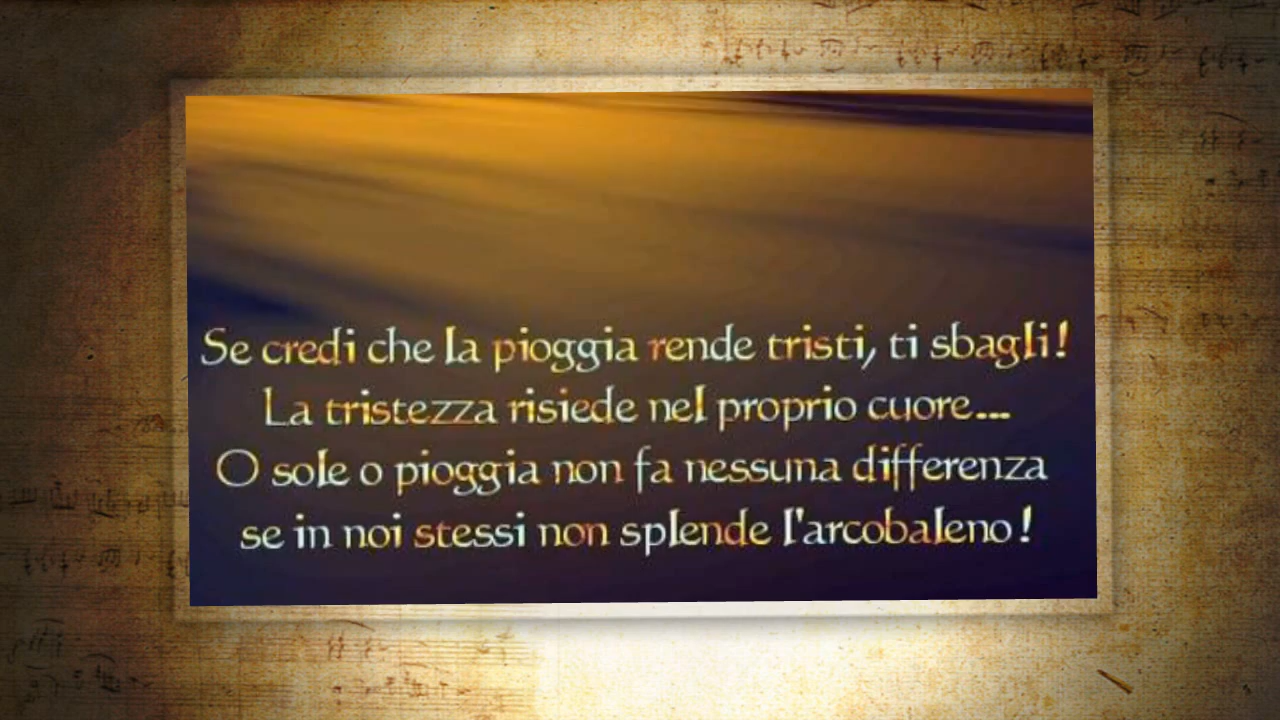 Se credi che la pioggia rende tristi, ti sbagli!
La tristezza risiede nel proprio cuore...
O sole o pioggia non fa nessuna differenza
se in noi stessi non splende l'arcobaleno!